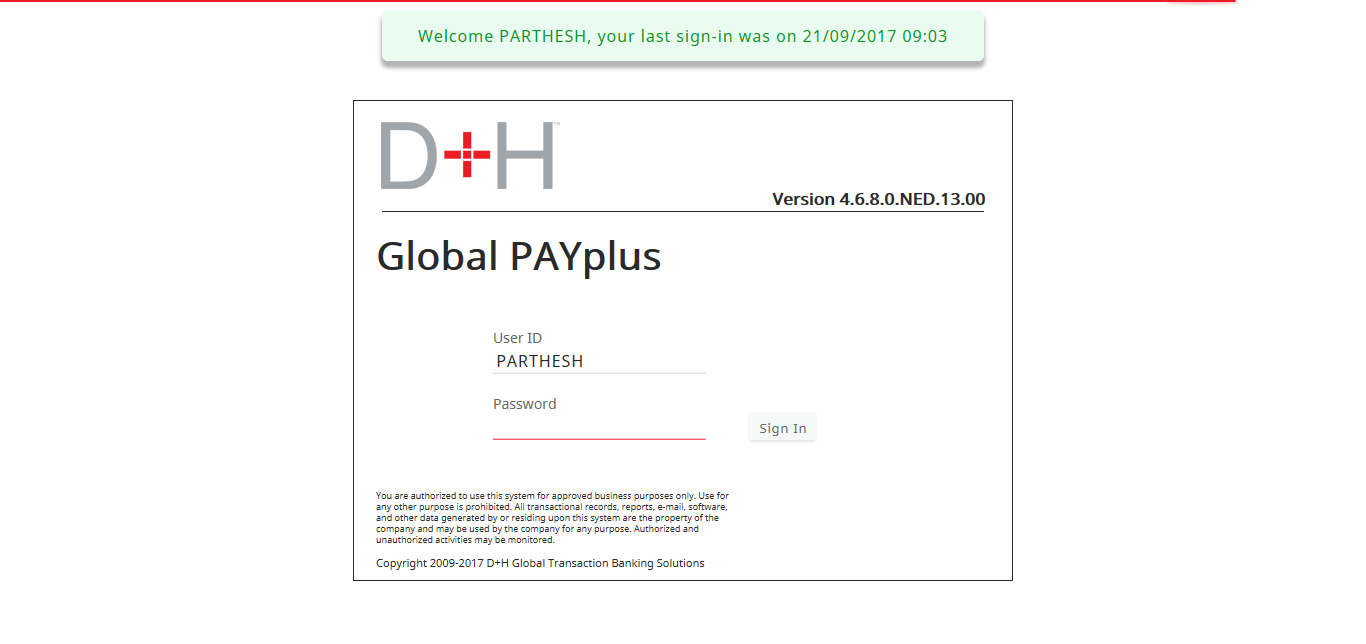 Welcome PARTHESH, your last sign-in was on 21/09/2017 09:03
D+H™
Version 4.6.8.0.NED.13.00
Global PAYplus
User ID
PARTHESH
Password
Sign In
You are authorized to use this system for approved business purposes only. Use for
any other purpose is prohibited. All transactional records, reports, e-mail, software,
and other data generated by or residing upon this system are the property of the
company and may be used by the company for any purpose. Authorized and
unauthorized activities may be monitored.
Copyright 2009-2017 D+H Global Transaction Banking Solutions